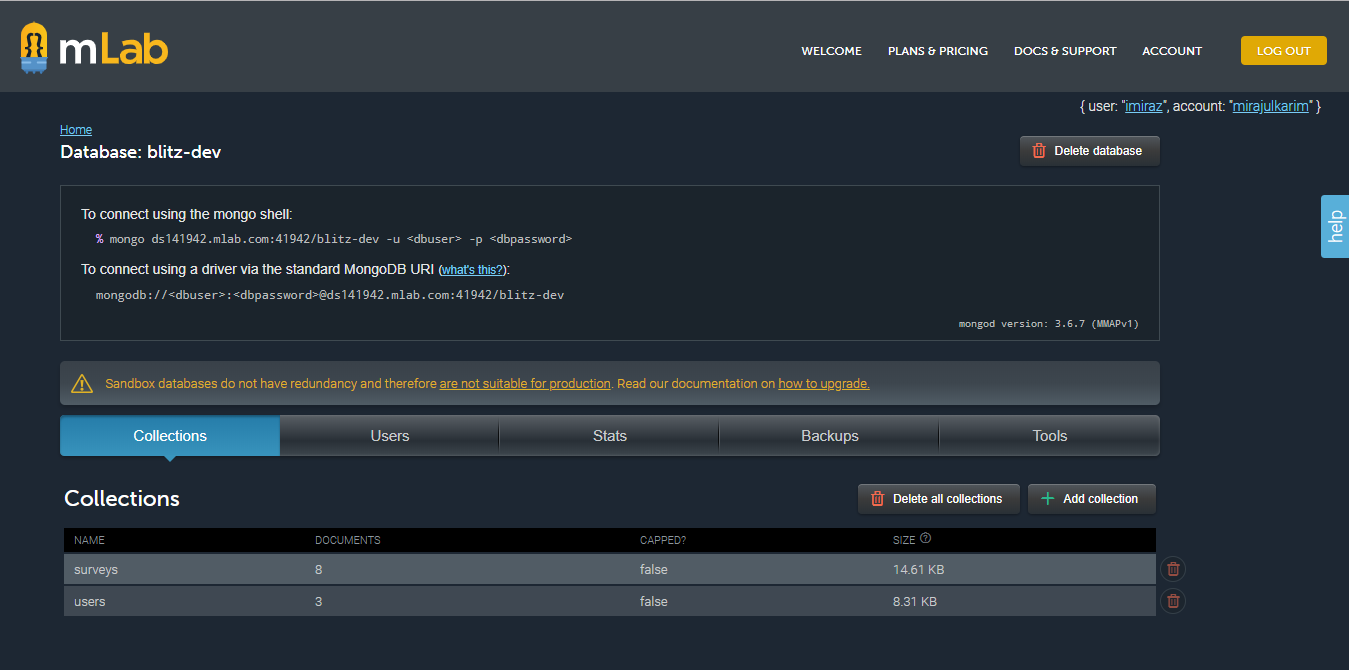 mLab
WELCOME PLANS & PRICING DOCS & SUPPORT ACCOUNT LOG OUT
{ user: "imiraz", account: "mirajulkarim" }
Home
Database: blitz-dev
Delete database
help
To connect using the mongo shell:
% mongo ds141942.mlab.com:41942/blitz-dev -u <dbuser> -p <dbpassword>
To connect using a driver via the standard MongoDB URI (what's this?):
mongodb://<dbuser>:<dbpassword>@ds141942.mlab.com:41942/blitz-dev
mongod version: 3.6.7 (MMAPv1)
Sandbox databases do not have redundancy and therefore are not suitable for production. Read our documentation on how to upgrade.
Collections Users Stats Backups Tools
Collections
Delete all collections Add collection
NAME DOCUMENTS CAPPED? SIZE ?
surveys 8 false 14.61 KB
users 3 false 8.31 KB